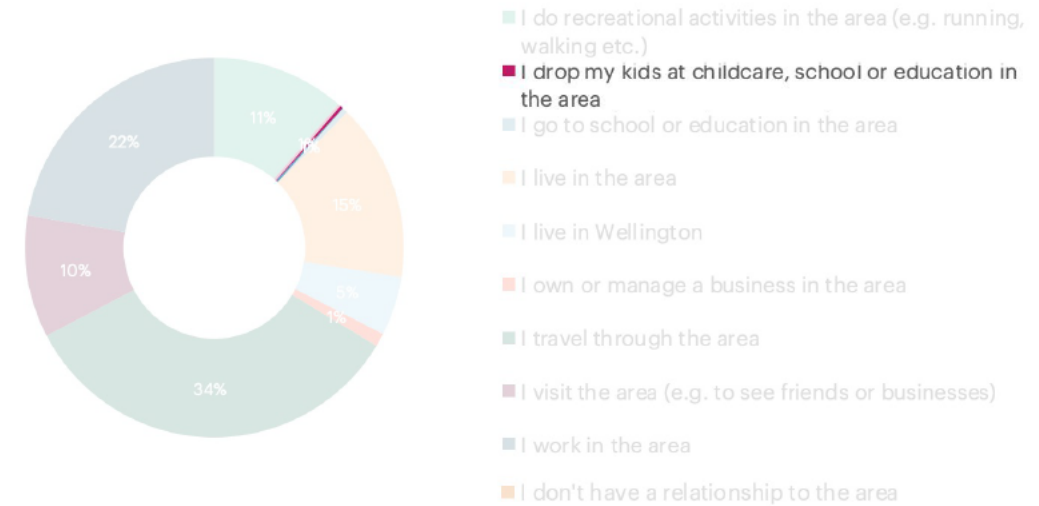 I do recreational activities in the area (e.g. running,
walking etc.)
I drop my kids at childcare, school or education in
the area
I go to school or education in the area
I live in the area
I live in Wellington
I own or manage a business in the area
I travel through the area
I visit the area (e.g. to see friends or businesses)
I work in the area
I don't have a relationship to the area
11%
15%
5%
1%
34%
10%
22%